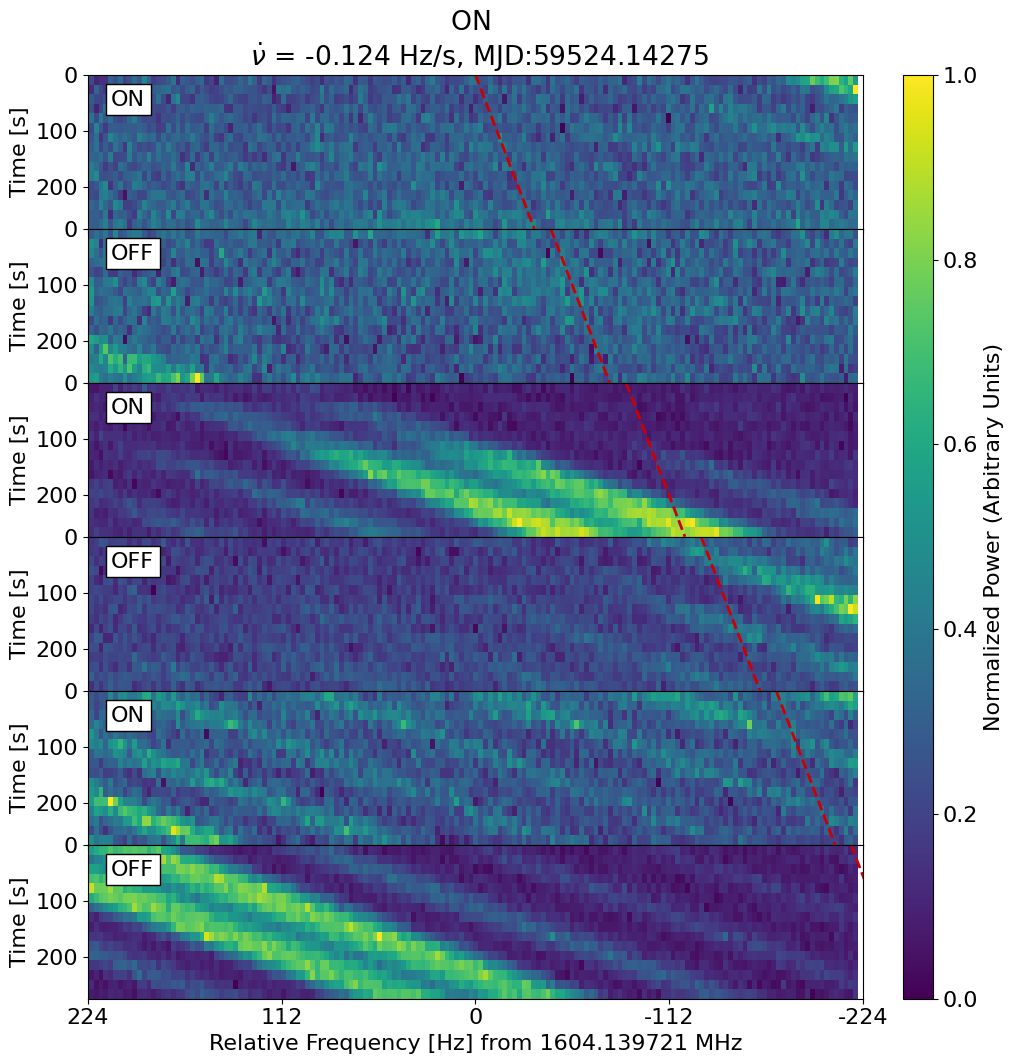 ON
ν̇ = -0.124 Hz/s, MJD:59524.14275
0
100
200
Time [s]
ON
0
100
200
Time [s]
OFF
0
100
200
Time [s]
ON
0
100
200
Time [s]
OFF
0
100
200
Time [s]
ON
0
100
200
Time [s]
OFF
224 112 0 -112 -224
Relative Frequency [Hz] from 1604.139721 MHz
1.0
0.8
0.6
0.4
0.2
0.0
Normalized Power (Arbitrary Units)